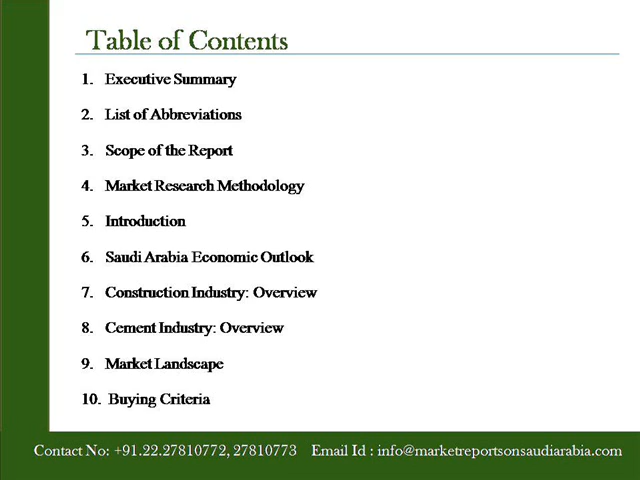 Table of Contents
1. Executive Summary
2. List of Abbreviations
3. Scope of the Report
4. Market Research Methodology
5. Introduction
6. Saudi Arabia Economic Outlook
7. Construction Industry: Overview
8. Cement Industry: Overview
9. Market Landscape
10. Buying Criteria
Contact No: +91.22.27810772, 27810773 Email Id : info@marketreportsonsaudiarabia.com